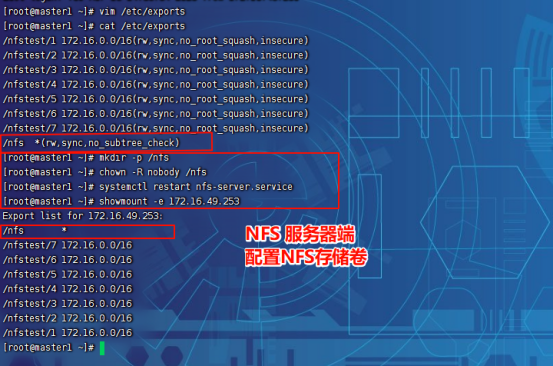 [root@master1 ~]# vim /etc/exports
[root@master1 ~]# cat /etc/exports
/nfstest/1 172.16.0.0/16(rw,sync,no_root_squash,insecure)
/nfstest/2 172.16.0.0/16(rw,sync,no_root_squash,insecure)
/nfstest/3 172.16.0.0/16(rw,sync,no_root_squash,insecure)
/nfstest/4 172.16.0.0/16(rw,sync,no_root_squash,insecure)
/nfstest/5 172.16.0.0/16(rw,sync,no_root_squash,insecure)
/nfstest/6 172.16.0.0/16(rw,sync,no_root_squash,insecure)
/nfstest/7 172.16.0.0/16(rw,sync,no_root_squash,insecure)
/nfs  *(rw,sync,no_subtree_check)
[root@master1 ~]# mkdir -p /nfs
[root@master1 ~]# chown -R nobody /nfs
[root@master1 ~]# systemctl restart nfs-server.service
[root@master1 ~]# showmount -e 172.16.49.253
Export list for 172.16.49.253:
/nfs       *
NFS 服务器端
配置NFS存储卷
/nfstest/7 172.16.0.0/16
/nfstest/6 172.16.0.0/16
/nfstest/5 172.16.0.0/16
/nfstest/4 172.16.0.0/16
/nfstest/3 172.16.0.0/16
/nfstest/2 172.16.0.0/16
/nfstest/1 172.16.0.0/16
[root@master1 ~]#